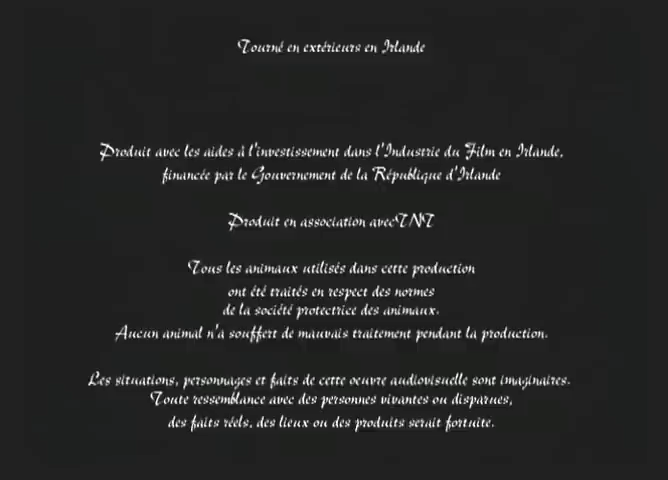 Tourné en extérieurs en Irlande
Produit avec les aides à l'investissement dans l'Industrie du Film en Irlande,
financée par le Gouvernement de la République d'Irlande
Produit en association avecTNT
Tous les animaux utilisés dans cette production
ont été traités en respect des normes
de la société protectrice des animaux.
Aucun animal n'a souffert de mauvais traitement pendant la production.
Les situations, personnages et faits de cette oeuvre audiovisuelle sont imaginaires.
Toute ressemblance avec des personnes vivantes ou disparues,
des faits réels, des lieux ou des produits serait fortuite.